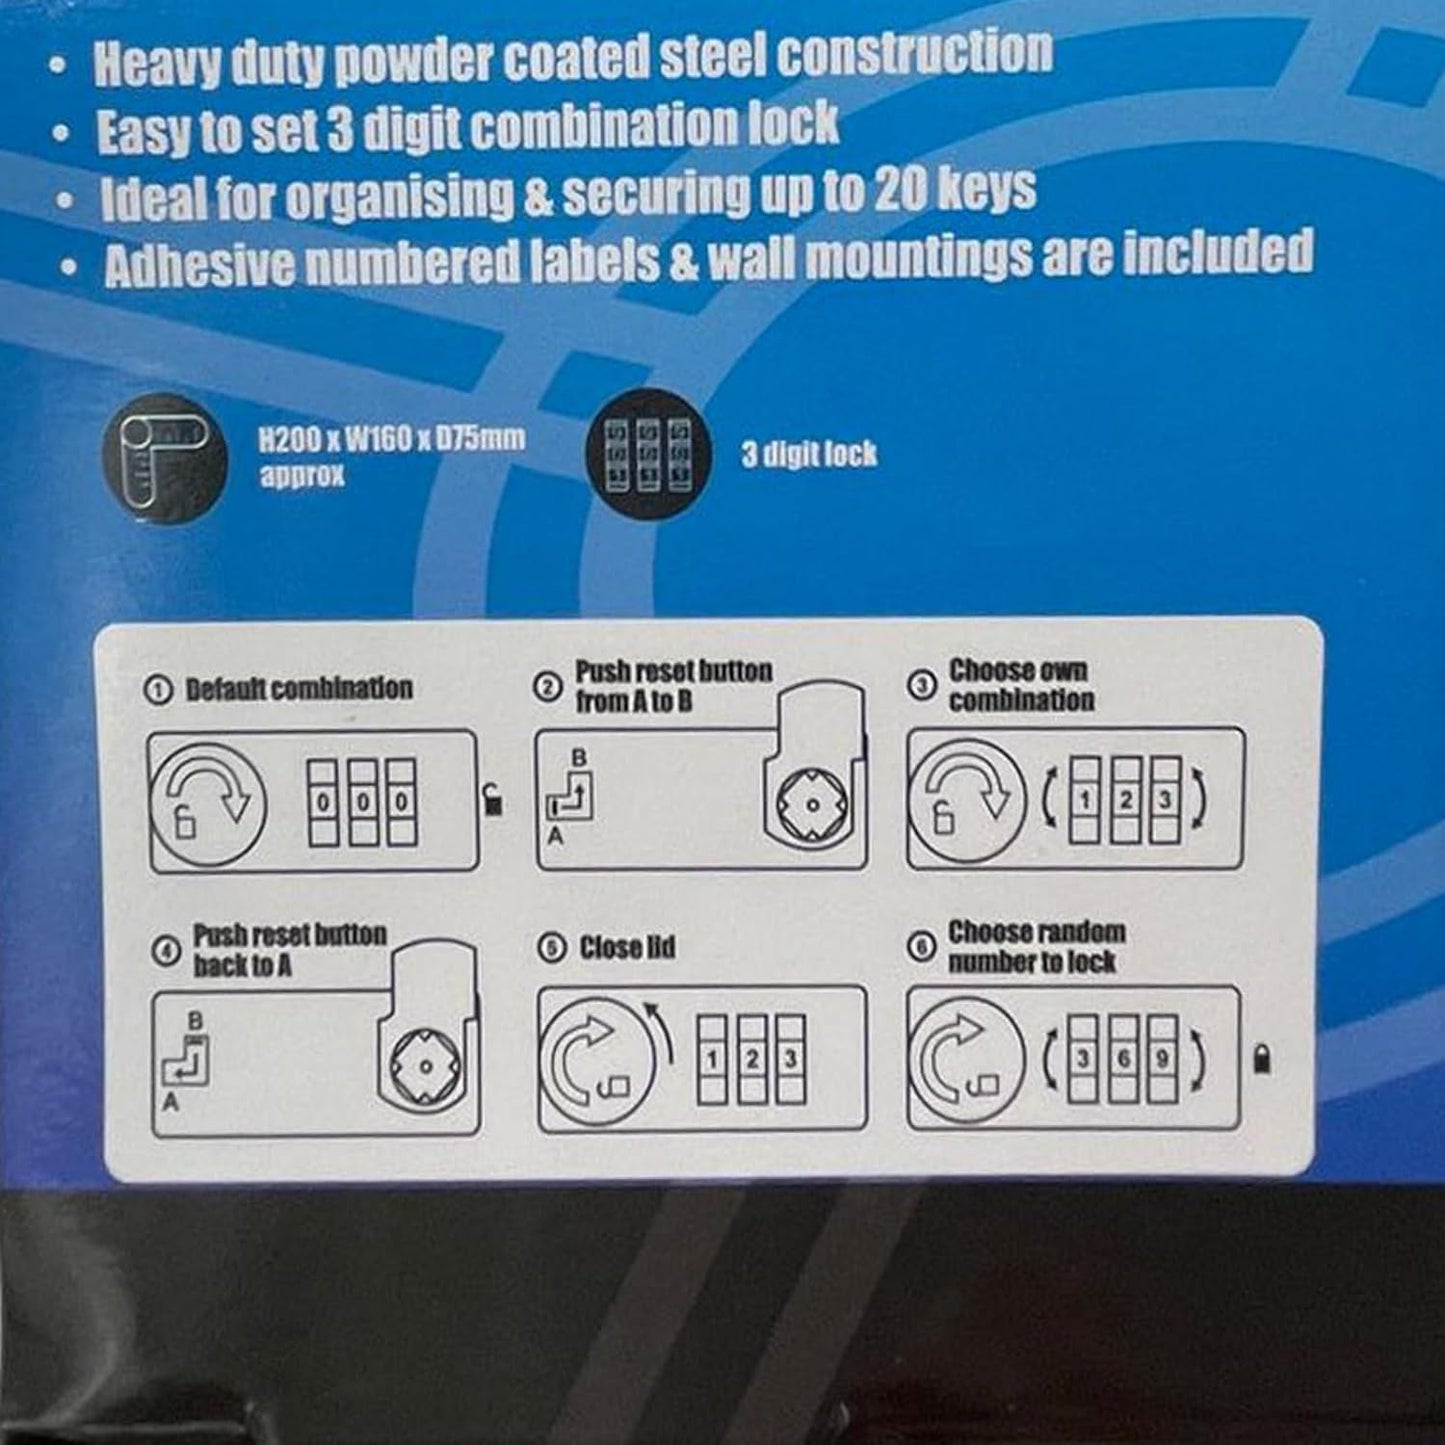 • Heavy duty powder coated steel construction
• Easy to set 3 digit combination lock
• Ideal for organising & securing up to 20 keys
• Adhesive numbered labels & wall mountings are included
H200 x W160 x D75mm
approx
3 digit lock
1 Default combination
0 0 0
2 Push reset button
from A to B
B
A
3 Choose own
combination
1 2 3
4 Push reset button
back to A
B
A
5 Close lid
1 2 3
6 Choose random
number to lock
3 6 9